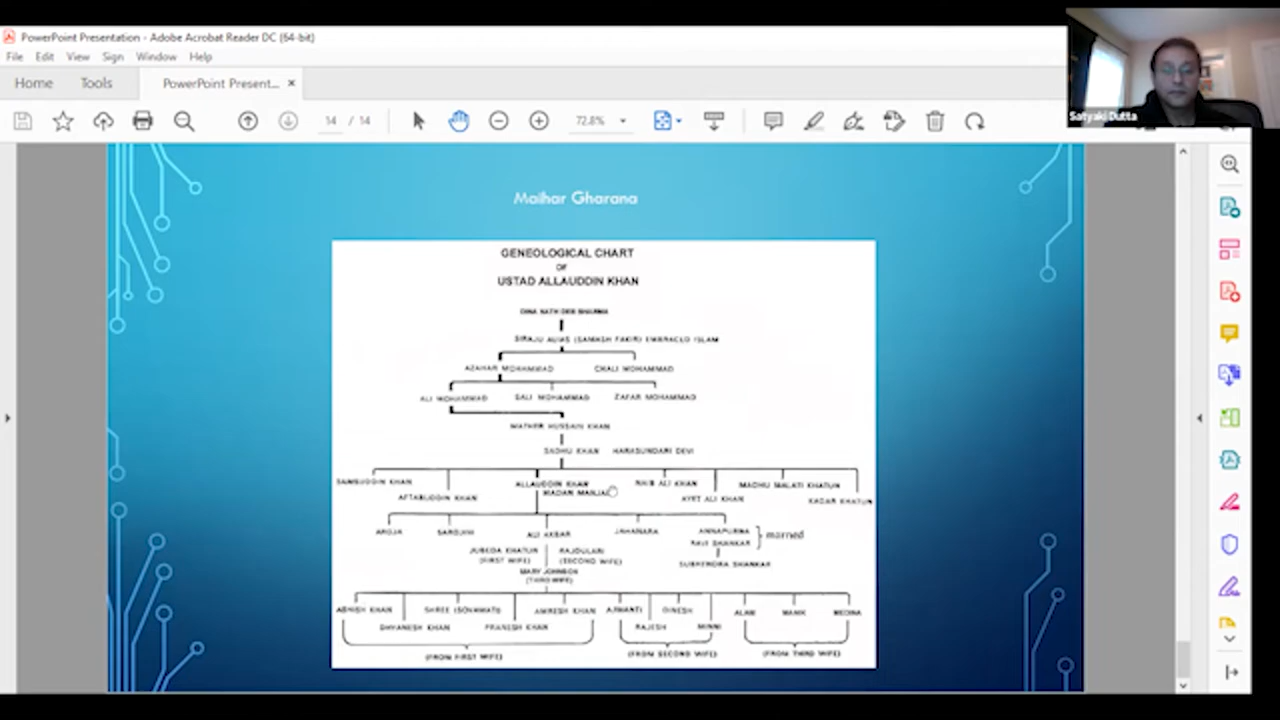 PowerPoint Presentation - Adobe Acrobat Reader DC (64-bit)
File Edit View Sign Window Help
Home Tools PowerPoint Present... ×
14 / 14 72.8%
Satyaki Dutta
Maihar Gharana
GENEOLOGICAL CHART
OF
USTAD ALLAUDDIN KHAN
DINA NATH DEB SHARMA
SIRAJU ALIAS (SAMASH FAKIR) EMBRACED ISLAM
AZAHAR MOHAMMAD CHALI MOHAMMAD
ALI MOHAMMAD SALI MOHAMMAD ZAFAR MOHAMMAD
MATHER HUSSAIN KHAN
SADHU KHAN HARASUNDARI DEVI
SAMSUDDIN KHAN ALLAUDDIN KHAN NAIB ALI KHAN MADHU MALATI KHATUN
AFTABUDDIN KHAN MADAN MANJARI AYET ALI KHAN KADAR KHATUN
SAROJINI ALI AKBAR JAHANARA ANNAPURNA
RAVI SHANKAR married
JUBEDA KHATUN RAJDULARI
(FIRST WIFE) (SECOND WIFE) SUBHENDRA SHANKAR
MARY JOHNSON
(THIRD WIFE)
KHAN SHREE AMRESH KHAN DINESH ALAM MANIK MEDINA
DHYANESH KHAN PRANESH KHAN RAJESH
(FROM FIRST WIFE) (FROM SECOND WIFE) (FROM THIRD WIFE)